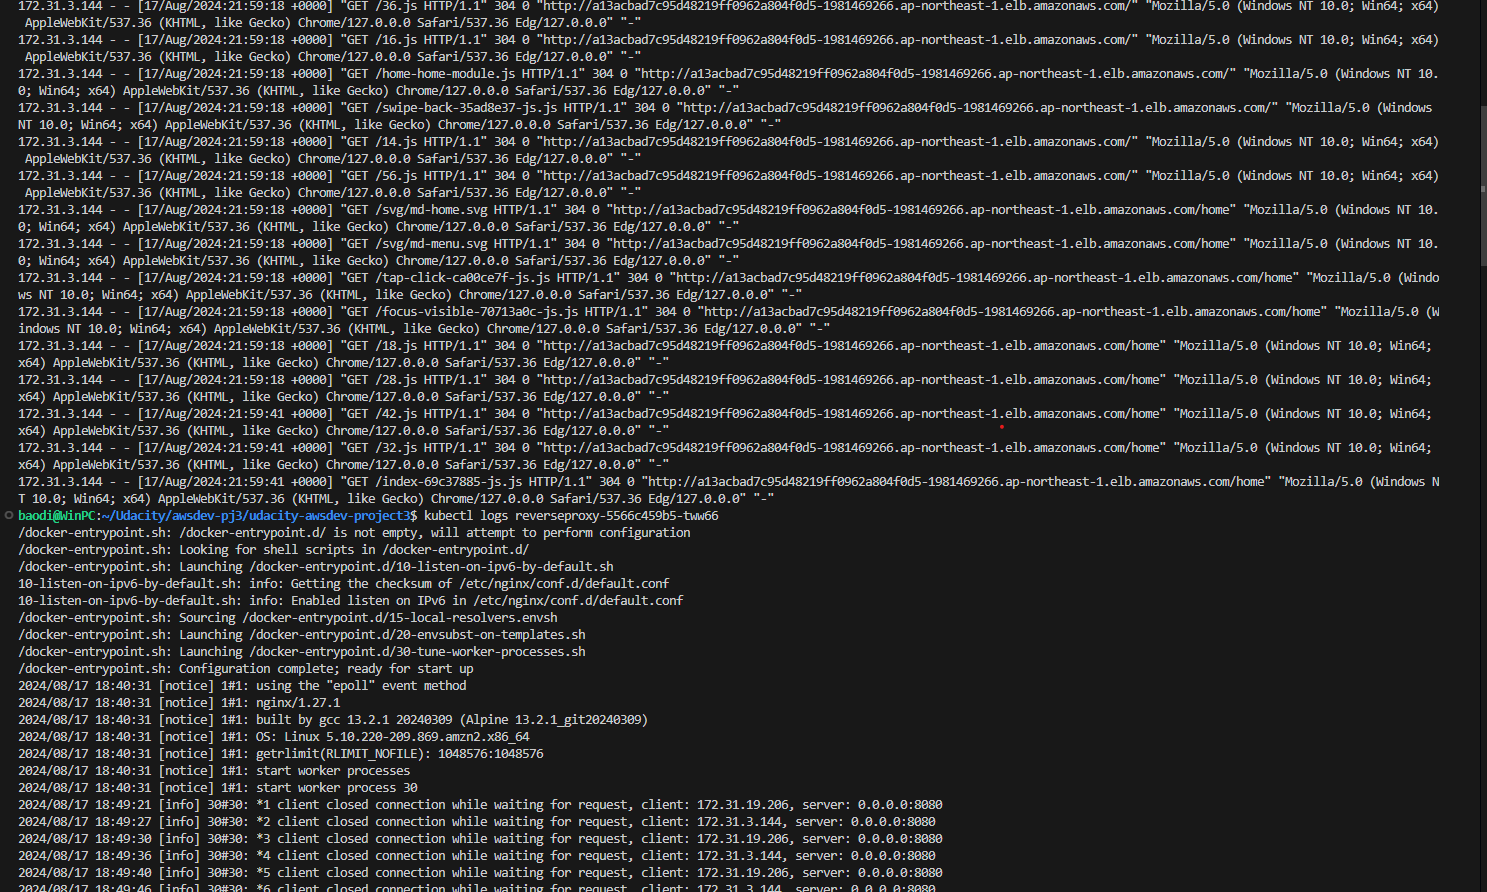 172.31.3.144 - - [17/Aug/2024:21:59:18 +0000] "GET /36.js HTTP/1.1" 304 0 "http://a13acbad7c95d48219ff0962a804f0d5-1981469266.ap-northeast-1.elb.amazonaws.com/" "Mozilla/5.0 (Windows NT 10.0; Win64; x64)
AppleWebKit/537.36 (KHTML, like Gecko) Chrome/127.0.0.0 Safari/537.36 Edg/127.0.0.0" "-"
172.31.3.144 - - [17/Aug/2024:21:59:18 +0000] "GET /16.js HTTP/1.1" 304 0 "http://a13acbad7c95d48219ff0962a804f0d5-1981469266.ap-northeast-1.elb.amazonaws.com/" "Mozilla/5.0 (Windows NT 10.0; Win64; x64)
AppleWebKit/537.36 (KHTML, like Gecko) Chrome/127.0.0.0 Safari/537.36 Edg/127.0.0.0" "-"
172.31.3.144 - - [17/Aug/2024:21:59:18 +0000] "GET /home-home-module.js HTTP/1.1" 304 0 "http://a13acbad7c95d48219ff0962a804f0d5-1981469266.ap-northeast-1.elb.amazonaws.com/" "Mozilla/5.0 (Windows NT 10.
0; Win64; x64) AppleWebKit/537.36 (KHTML, like Gecko) Chrome/127.0.0.0 Safari/537.36 Edg/127.0.0.0" "-"
172.31.3.144 - - [17/Aug/2024:21:59:18 +0000] "GET /swipe-back-35ad8e37-js.js HTTP/1.1" 304 0 "http://a13acbad7c95d48219ff0962a804f0d5-1981469266.ap-northeast-1.elb.amazonaws.com/" "Mozilla/5.0 (Windows
NT 10.0; Win64; x64) AppleWebKit/537.36 (KHTML, like Gecko) Chrome/127.0.0.0 Safari/537.36 Edg/127.0.0.0" "-"
172.31.3.144 - - [17/Aug/2024:21:59:18 +0000] "GET /14.js HTTP/1.1" 304 0 "http://a13acbad7c95d48219ff0962a804f0d5-1981469266.ap-northeast-1.elb.amazonaws.com/" "Mozilla/5.0 (Windows NT 10.0; Win64; x64)
AppleWebKit/537.36 (KHTML, like Gecko) Chrome/127.0.0.0 Safari/537.36 Edg/127.0.0.0" "-"
172.31.3.144 - - [17/Aug/2024:21:59:18 +0000] "GET /56.js HTTP/1.1" 304 0 "http://a13acbad7c95d48219ff0962a804f0d5-1981469266.ap-northeast-1.elb.amazonaws.com/" "Mozilla/5.0 (Windows NT 10.0; Win64; x64)
AppleWebKit/537.36 (KHTML, like Gecko) Chrome/127.0.0.0 Safari/537.36 Edg/127.0.0.0" "-"
172.31.3.144 - - [17/Aug/2024:21:59:18 +0000] "GET /svg/md-home.svg HTTP/1.1" 304 0 "http://a13acbad7c95d48219ff0962a804f0d5-1981469266.ap-northeast-1.elb.amazonaws.com/home" "Mozilla/5.0 (Windows NT 10.
0; Win64; x64) AppleWebKit/537.36 (KHTML, like Gecko) Chrome/127.0.0.0 Safari/537.36 Edg/127.0.0.0" "-"
172.31.3.144 - - [17/Aug/2024:21:59:18 +0000] "GET /svg/md-menu.svg HTTP/1.1" 304 0 "http://a13acbad7c95d48219ff0962a804f0d5-1981469266.ap-northeast-1.elb.amazonaws.com/home" "Mozilla/5.0 (Windows NT 10.
0; Win64; x64) AppleWebKit/537.36 (KHTML, like Gecko) Chrome/127.0.0.0 Safari/537.36 Edg/127.0.0.0" "-"
172.31.3.144 - - [17/Aug/2024:21:59:18 +0000] "GET /tap-click-ca00ce7f-js.js HTTP/1.1" 304 0 "http://a13acbad7c95d48219ff0962a804f0d5-1981469266.ap-northeast-1.elb.amazonaws.com/home" "Mozilla/5.0 (Windo
ws NT 10.0; Win64; x64) AppleWebKit/537.36 (KHTML, like Gecko) Chrome/127.0.0.0 Safari/537.36 Edg/127.0.0.0" "-"
172.31.3.144 - - [17/Aug/2024:21:59:18 +0000] "GET /focus-visible-70713a0c-js.js HTTP/1.1" 304 0 "http://a13acbad7c95d48219ff0962a804f0d5-1981469266.ap-northeast-1.elb.amazonaws.com/home" "Mozilla/5.0 (W
indows NT 10.0; Win64; x64) AppleWebKit/537.36 (KHTML, like Gecko) Chrome/127.0.0.0 Safari/537.36 Edg/127.0.0.0" "-"
172.31.3.144 - - [17/Aug/2024:21:59:18 +0000] "GET /18.js HTTP/1.1" 304 0 "http://a13acbad7c95d48219ff0962a804f0d5-1981469266.ap-northeast-1.elb.amazonaws.com/home" "Mozilla/5.0 (Windows NT 10.0; Win64;
x64) AppleWebKit/537.36 (KHTML, like Gecko) Chrome/127.0.0.0 Safari/537.36 Edg/127.0.0.0" "-"
172.31.3.144 - - [17/Aug/2024:21:59:18 +0000] "GET /28.js HTTP/1.1" 304 0 "http://a13acbad7c95d48219ff0962a804f0d5-1981469266.ap-northeast-1.elb.amazonaws.com/home" "Mozilla/5.0 (Windows NT 10.0; Win64;
x64) AppleWebKit/537.36 (KHTML, like Gecko) Chrome/127.0.0.0 Safari/537.36 Edg/127.0.0.0" "-"
172.31.3.144 - - [17/Aug/2024:21:59:41 +0000] "GET /42.js HTTP/1.1" 304 0 "http://a13acbad7c95d48219ff0962a804f0d5-1981469266.ap-northeast-1.elb.amazonaws.com/home" "Mozilla/5.0 (Windows NT 10.0; Win64;
x64) AppleWebKit/537.36 (KHTML, like Gecko) Chrome/127.0.0.0 Safari/537.36 Edg/127.0.0.0" "-"
172.31.3.144 - - [17/Aug/2024:21:59:41 +0000] "GET /32.js HTTP/1.1" 304 0 "http://a13acbad7c95d48219ff0962a804f0d5-1981469266.ap-northeast-1.elb.amazonaws.com/home" "Mozilla/5.0 (Windows NT 10.0; Win64;
x64) AppleWebKit/537.36 (KHTML, like Gecko) Chrome/127.0.0.0 Safari/537.36 Edg/127.0.0.0" "-"
172.31.3.144 - - [17/Aug/2024:21:59:41 +0000] "GET /index-69c37885-js.js HTTP/1.1" 304 0 "http://a13acbad7c95d48219ff0962a804f0d5-1981469266.ap-northeast-1.elb.amazonaws.com/home" "Mozilla/5.0 (Windows N
T 10.0; Win64; x64) AppleWebKit/537.36 (KHTML, like Gecko) Chrome/127.0.0.0 Safari/537.36 Edg/127.0.0.0" "-"
baodi@WinPC:~/Udacity/awsdev-pj3/udacity-awsdev-project3$ kubectl logs reverseproxy-5566c459b5-tww66
/docker-entrypoint.sh: /docker-entrypoint.d/ is not empty, will attempt to perform configuration
/docker-entrypoint.sh: Looking for shell scripts in /docker-entrypoint.d/
/docker-entrypoint.sh: Launching /docker-entrypoint.d/10-listen-on-ipv6-by-default.sh
10-listen-on-ipv6-by-default.sh: info: Getting the checksum of /etc/nginx/conf.d/default.conf
10-listen-on-ipv6-by-default.sh: info: Enabled listen on IPv6 in /etc/nginx/conf.d/default.conf
/docker-entrypoint.sh: Sourcing /docker-entrypoint.d/15-local-resolvers.envsh
/docker-entrypoint.sh: Launching /docker-entrypoint.d/20-envsubst-on-templates.sh
/docker-entrypoint.sh: Launching /docker-entrypoint.d/30-tune-worker-processes.sh
/docker-entrypoint.sh: Configuration complete; ready for start up
2024/08/17 18:40:31 [notice] 1#1: using the "epoll" event method
2024/08/17 18:40:31 [notice] 1#1: nginx/1.27.1
2024/08/17 18:40:31 [notice] 1#1: built by gcc 13.2.1 20240309 (Alpine 13.2.1_git20240309)
2024/08/17 18:40:31 [notice] 1#1: OS: Linux 5.10.220-209.869.amzn2.x86_64
2024/08/17 18:40:31 [notice] 1#1: getrlimit(RLIMIT_NOFILE): 1048576:1048576
2024/08/17 18:40:31 [notice] 1#1: start worker processes
2024/08/17 18:40:31 [notice] 1#1: start worker process 30
2024/08/17 18:49:21 [info] 30#30: *1 client closed connection while waiting for request, client: 172.31.19.206, server: 0.0.0.0:8080
2024/08/17 18:49:27 [info] 30#30: *2 client closed connection while waiting for request, client: 172.31.3.144, server: 0.0.0.0:8080
2024/08/17 18:49:30 [info] 30#30: *3 client closed connection while waiting for request, client: 172.31.19.206, server: 0.0.0.0:8080
2024/08/17 18:49:36 [info] 30#30: *4 client closed connection while waiting for request, client: 172.31.3.144, server: 0.0.0.0:8080
2024/08/17 18:49:40 [info] 30#30: *5 client closed connection while waiting for request, client: 172.31.19.206, server: 0.0.0.0:8080
2024/08/17 18:49:46 [info] 30#30: *6 client closed connection while waiting for request, client: 172.31.3.144, server: 0.0.0.0:8080